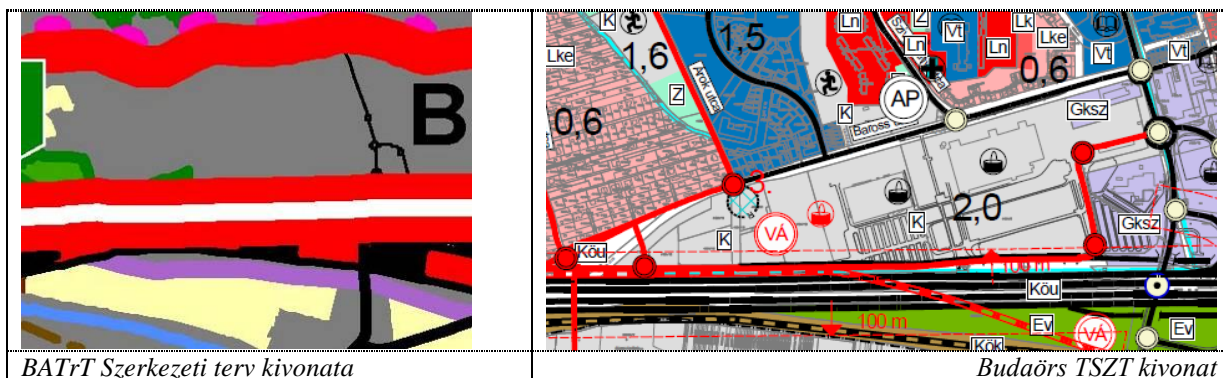 B
K
Lke
1,6
Z
0,6
Árok utca
1,5
Ln
Ln
K
AP
Z
Vt
Ln
Lk
Lke
0,6
Vt
Vt
Gksz
3.
K
VÁ
K
2,0
Gksz
Köu
100 m
Köu
100 m
Ev
VÁ
Ev
Kök
BATrT Szerkezeti terv kivonata
Budaörs TSZT kivonat